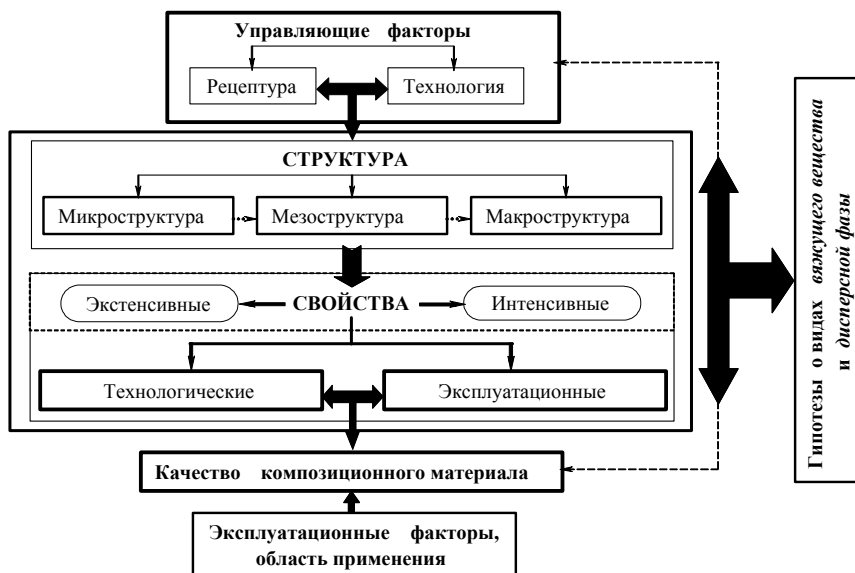 Управляющие факторы
Рецептура
Технология
СТРУКТУРА
Микроструктура
Мезоструктура
Макроструктура
Экстенсивные
СВОЙСТВА
Интенсивные
Технологические
Эксплуатационные
Качество композиционного материала
Эксплуатационные факторы,
область применения
Гипотезы о видах вяжущего вещества
и дисперсной фазы